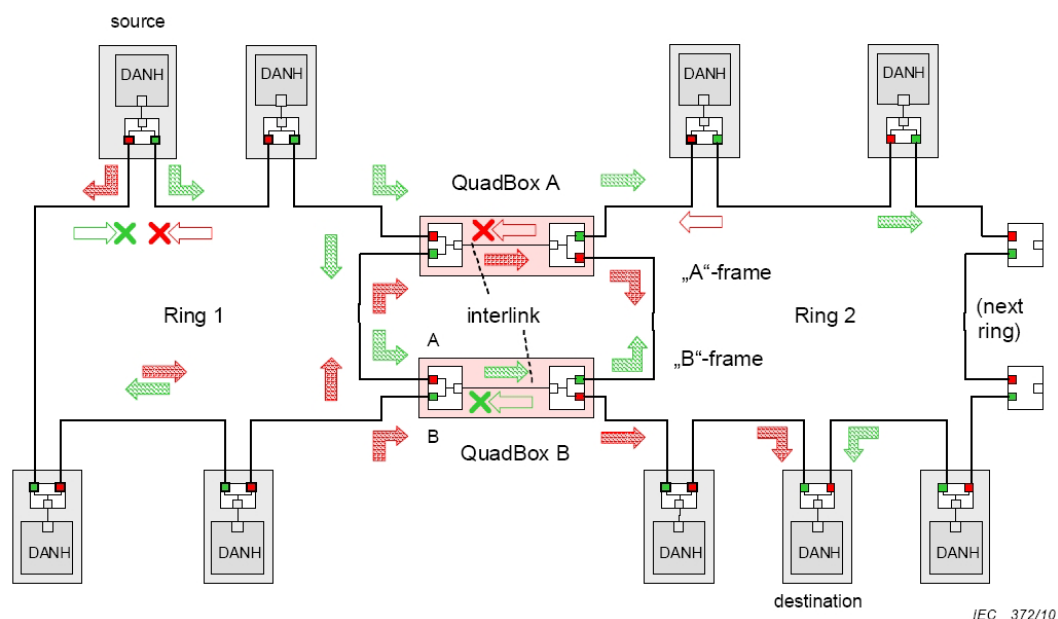 source
DANH
DANH
DANH
DANH
QuadBox A
„A“-frame
Ring 1
interlink
Ring 2
(next
ring)
A
„B“-frame
B
QuadBox B
DANH
DANH
DANH
DANH
DANH
destination
IEC 372/10